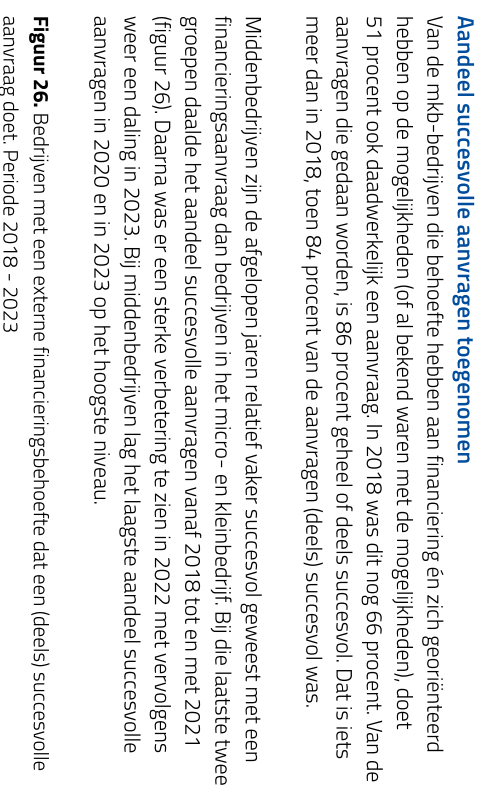 Aandeel succesvolle aanvragen toegenomen
Van de mkb-bedrijven die behoefte hebben aan financiering én zich georiënteerd
hebben op de mogelijkheden (of al bekend waren met de mogelijkheden), doet
51 procent ook daadwerkelijk een aanvraag. In 2018 was dit nog 66 procent. Van de
aanvragen die gedaan worden, is 86 procent geheel of deels succesvol. Dat is iets
meer dan in 2018, toen 84 procent van de aanvragen (deels) succesvol was.
Middenbedrijven zijn de afgelopen jaren relatief vaker succesvol geweest met een
financieringsaanvraag dan bedrijven in het micro- en kleinbedrijf. Bij die laatste twee
groepen daalde het aandeel succesvolle aanvragen vanaf 2018 tot en met 2021
(figuur 26). Daarna was er een sterke verbetering te zien in 2022 met vervolgens
weer een daling in 2023. Bij middenbedrijven lag het laagste aandeel succesvolle
aanvragen in 2020 en in 2023 op het hoogste niveau.
Figuur 26. Bedrijven met een externe financieringsbehoefte dat een (deels) succesvolle
aanvraag doet. Periode 2018 - 2023